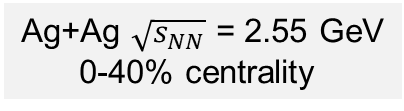 Ag+Ag √s_NN = 2.55 GeV
0-40% centrality